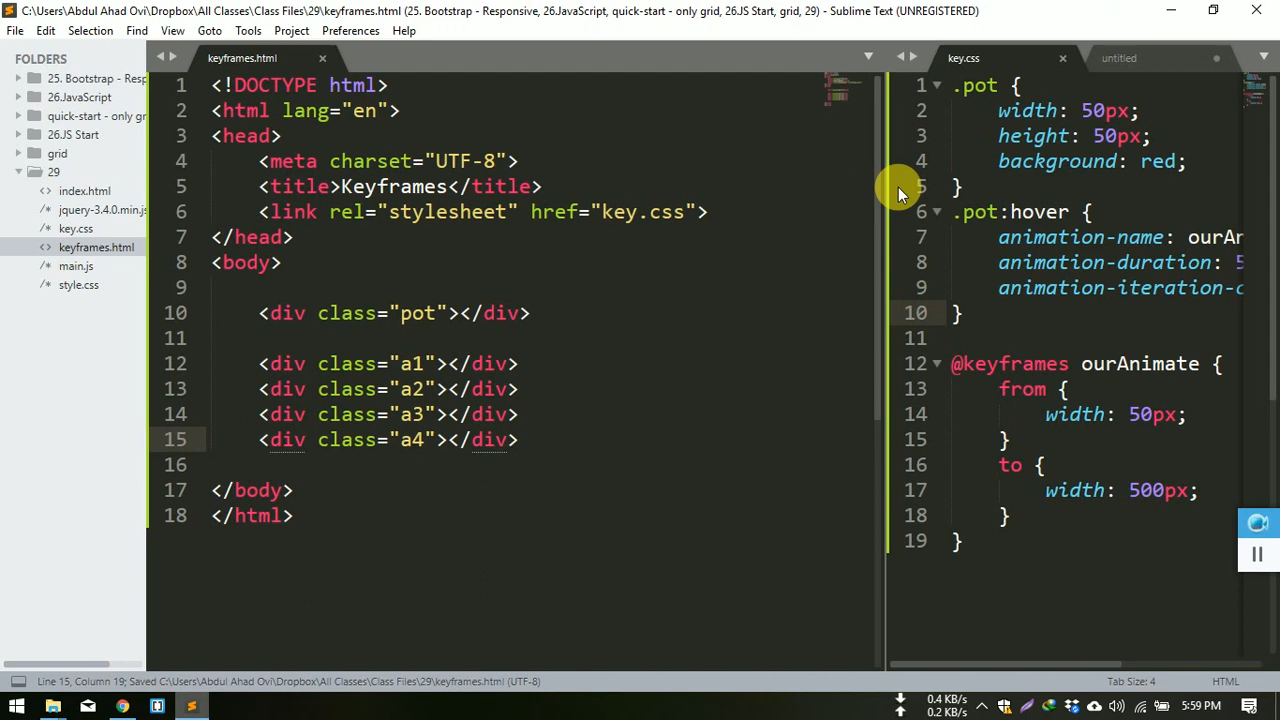 C:\Users\Abdul Ahad Ovi\Dropbox\All Classes\Class Files\29\keyframes.html (25. Bootstrap - Responsive, 26.JavaScript, quick-start - only grid, 26.JS Start, grid, 29) - Sublime Text (UNREGISTERED)
File Edit Selection Find View Goto Tools Project Preferences Help
FOLDERS
25. Bootstrap - Resp
26.JavaScript
quick-start - only gr
26.JS Start
grid
29
index.html
jquery-3.4.0.min.js
key.css
keyframes.html
main.js
style.css
keyframes.html
1 <!DOCTYPE html>
2 <html lang="en">
3 <head>
4 <meta charset="UTF-8">
5 <title>Keyframes</title>
6 <link rel="stylesheet" href="key.css">
7 </head>
8 <body>
9
10 <div class="pot"></div>
11
12 <div class="a1"></div>
13 <div class="a2"></div>
14 <div class="a3"></div>
15 <div class="a4"></div>
16
17 </body>
18 </html>
key.css untitled
1 .pot {
2 width: 50px;
3 height: 50px;
4 background: red;
5 }
6 .pot:hover {
7 animation-name: ourAn
8 animation-duration: 5
9 animation-iteration-c
10 }
11
12 @keyframes ourAnimate {
13 from {
14 width: 50px;
15 }
16 to {
17 width: 500px;
18 }
19 }
Line 15, Column 19; Saved C:\Users\Abdul Ahad Ovi\Dropbox\All Classes\Class Files\29\keyframes.html (UTF-8) Tab Size: 4 HTML
0.4 KB/s
0.2 KB/s
5:59 PM